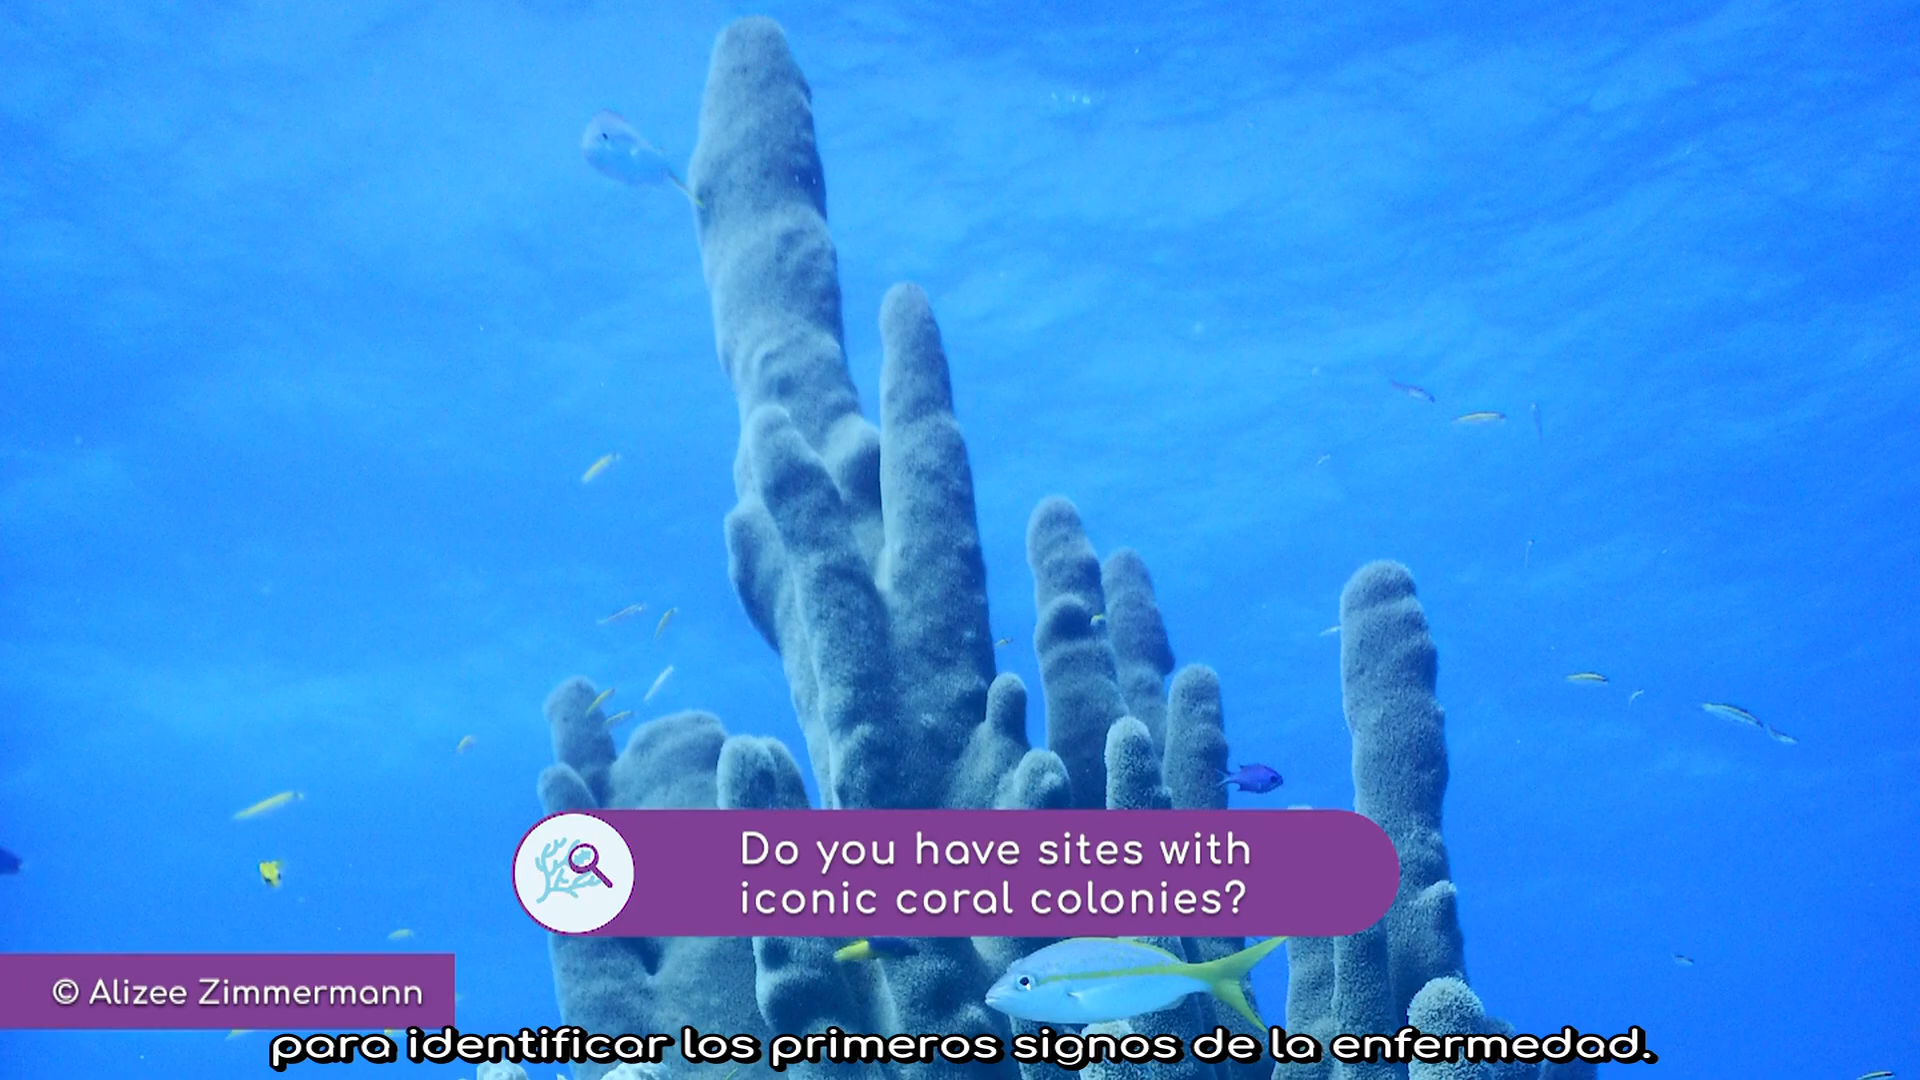 Do you have sites with
iconic coral colonies?
© Alizee Zimmermann
para identificar los primeros signos de la enfermedad.